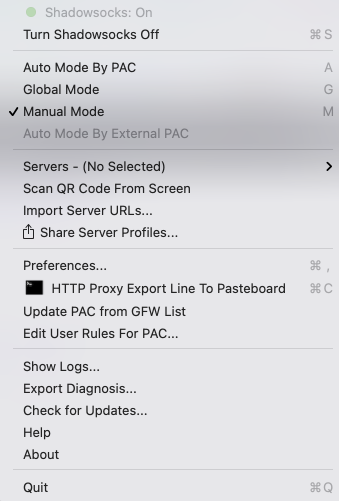 Shadowsocks: On
Turn Shadowsocks Off ⌘ S
Auto Mode By PAC A
Global Mode G
✓ Manual Mode M
Auto Mode By External PAC
Servers - (No Selected) >
Scan QR Code From Screen
Import Server URLs...
Share Server Profiles...
Preferences... ⌘ ,
HTTP Proxy Export Line To Pasteboard ⌘ C
Update PAC from GFW List
Edit User Rules For PAC...
Show Logs...
Export Diagnosis...
Check for Updates...
Help
About
Quit ⌘ Q